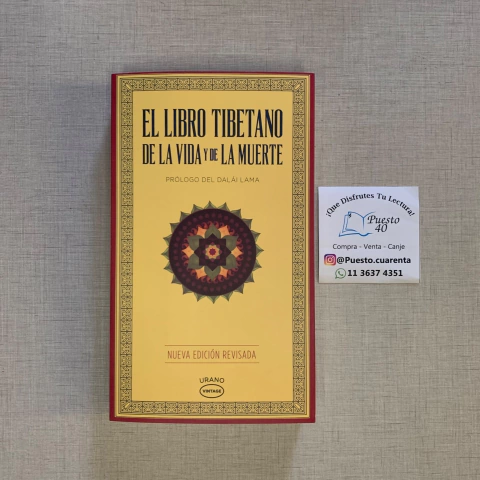 EL LIBRO TIBETANO
DE LA VIDA Y DE LA MUERTE
PRÓLOGO DEL DALÁI LAMA
NUEVA EDICIÓN REVISADA
URANO
VINTAGE
¡Que Disfrutes Tu Lectura!
Puesto
40
Compra - Venta - Canje
@Puesto.cuarenta
11 3637 4351